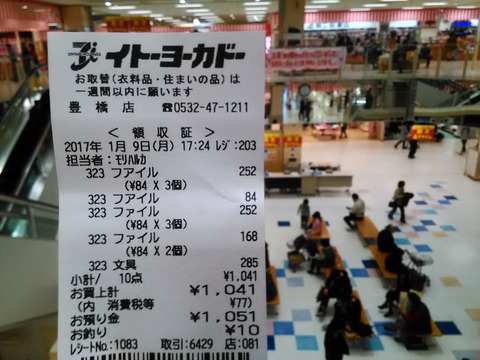 イトーヨーカドー
お取替(衣料品・住まいの品)は
一週間以内に願います
豊橋店 ☎0532-47-1211
＜ 領 収 証 ＞
2017年 1月 9日(月) 17:24 レジ:203
担当者:モリハルカ
323 ファイル 252
(¥84 X 3個)
323 ファイル 84
323 ファイル 252
(¥84 X 3個)
323 ファイル 168
(¥84 X 2個)
323 文具 285
小計/ 10点 ¥1,041
お買上計 ¥1,041
(内 消費税等 ¥77)
お預り金 ¥1,051
お釣り ¥10
レシートNo.:1083 取引:6429 店:081